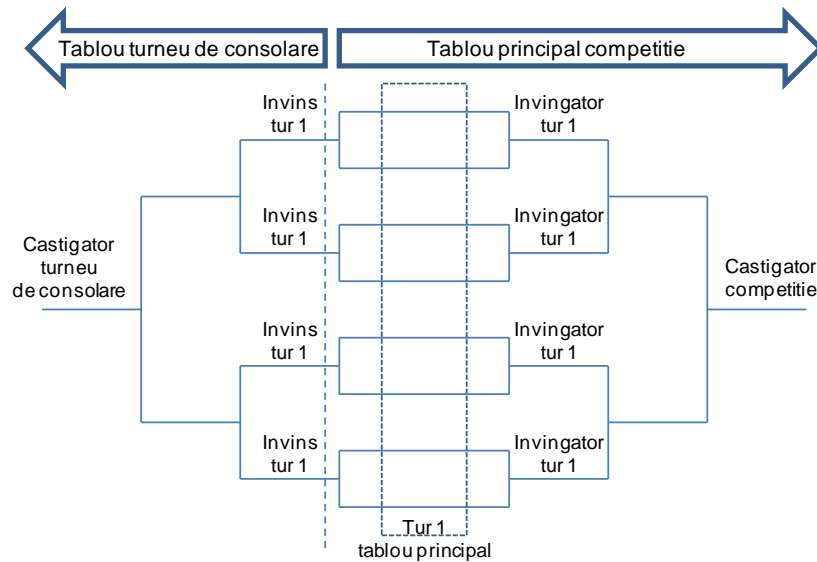 Tablou turneu de consolare
Tablou principal competitie
Invins
tur 1
Invingator
tur 1
Invins
tur 1
Invingator
tur 1
Castigator
turneu
de consolare
Castigator
competitie
Invins
tur 1
Invingator
tur 1
Invins
tur 1
Invingator
tur 1
Tur 1
tablou principal